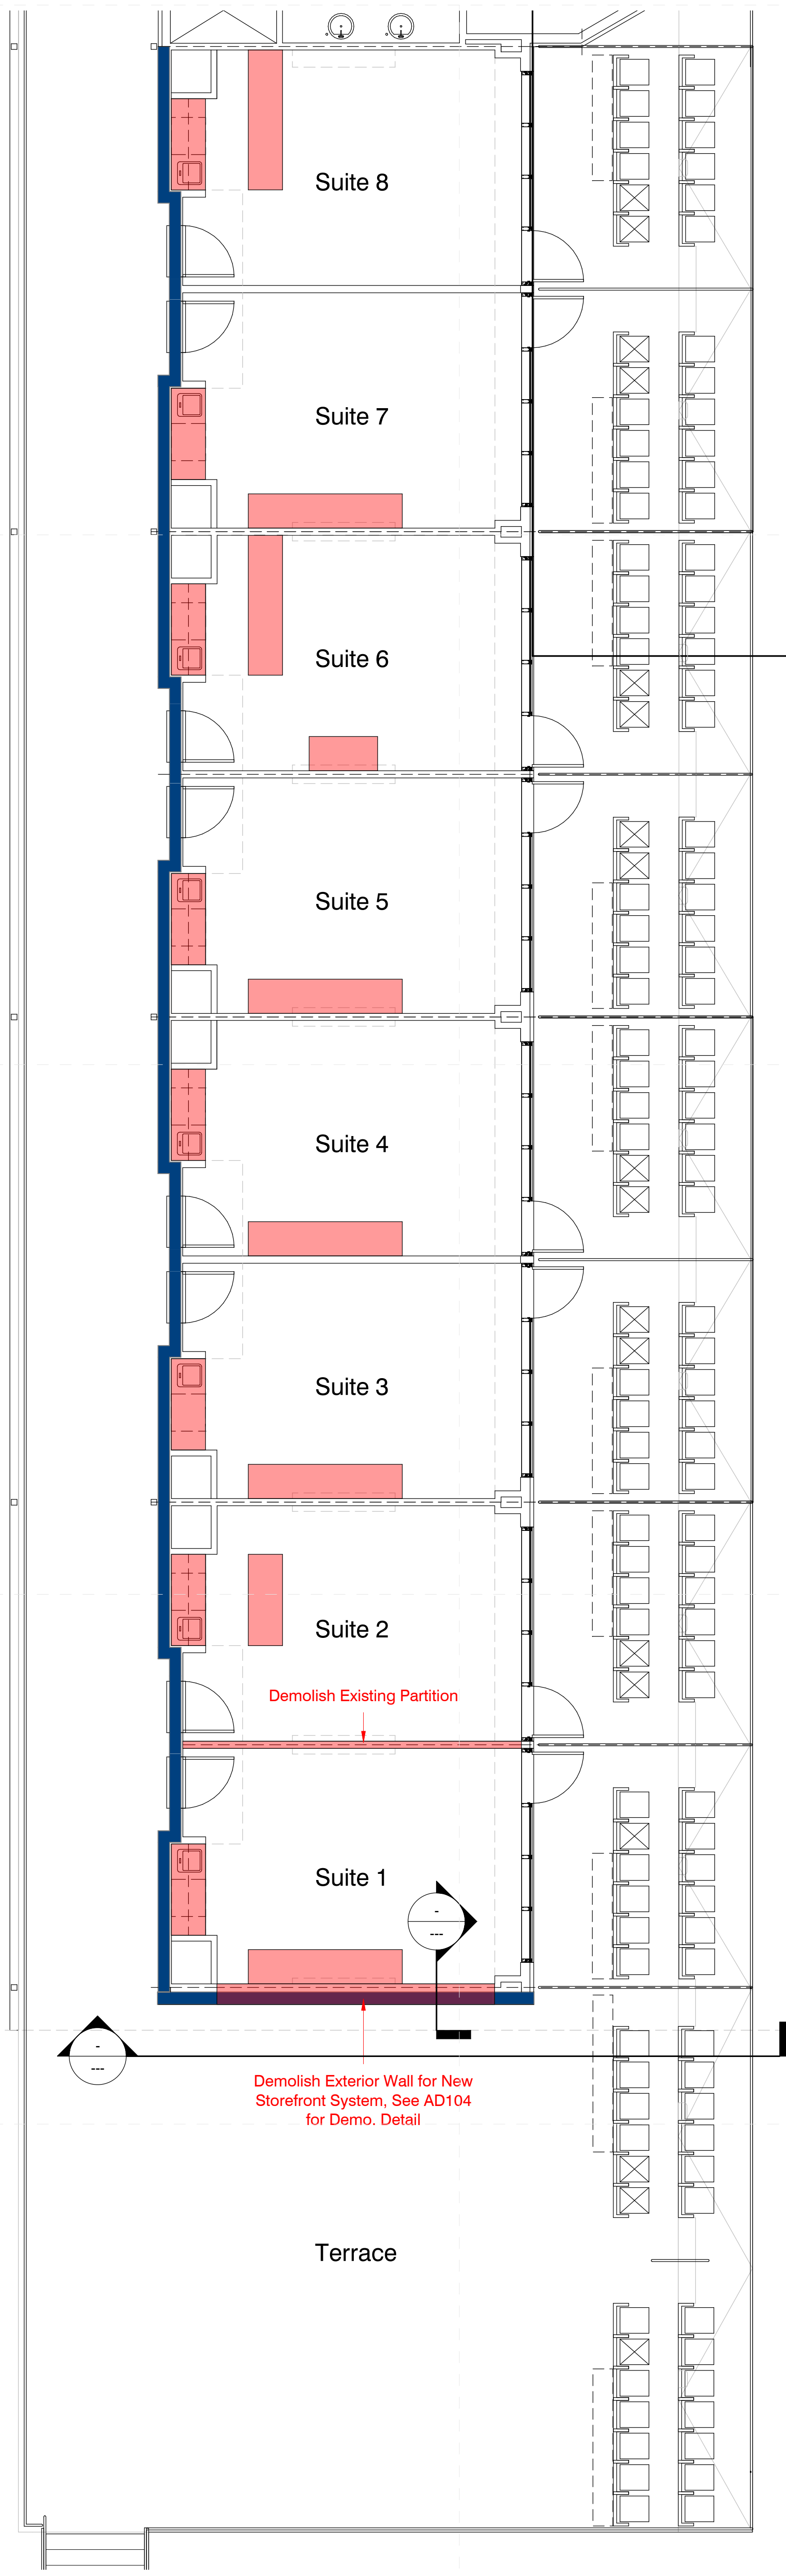 Suite 8
Suite 7
Suite 6
Suite 5
Suite 4
Suite 3
Suite 2
Demolish Existing Partition
Suite 1
-
---
-
---
Demolish Exterior Wall for New
Storefront System, See AD104
for Demo. Detail
Terrace